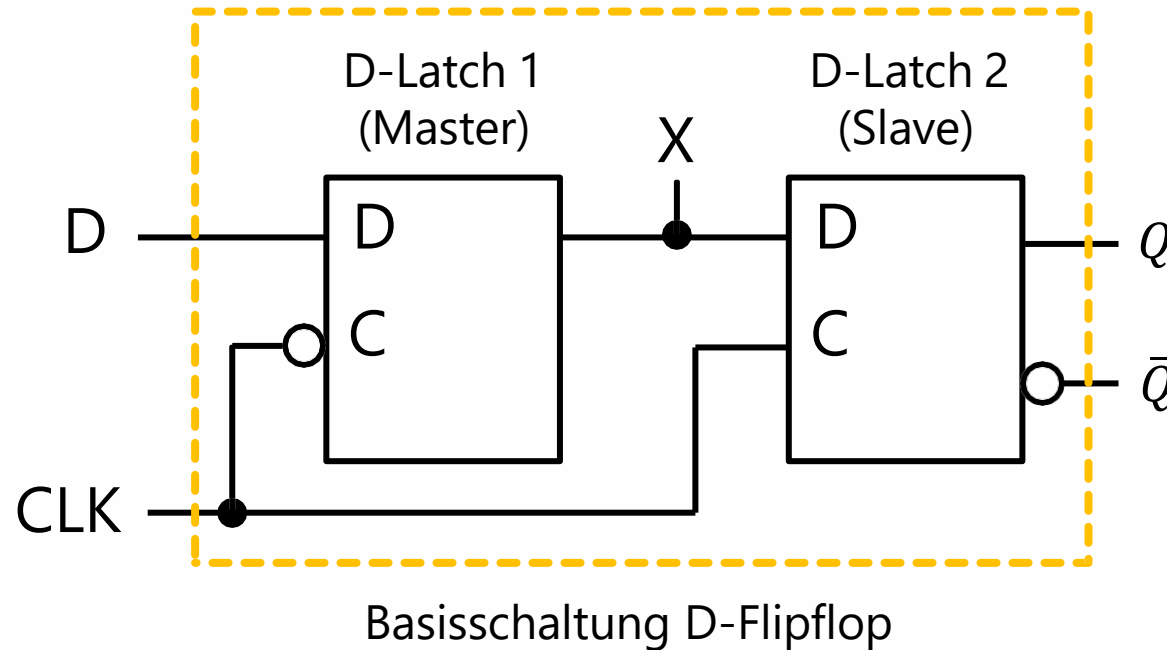 D-Latch 1
(Master)
D-Latch 2
(Slave)
X
D
D
D
Q
C
C
Q̄
CLK
Basisschaltung D-Flipflop